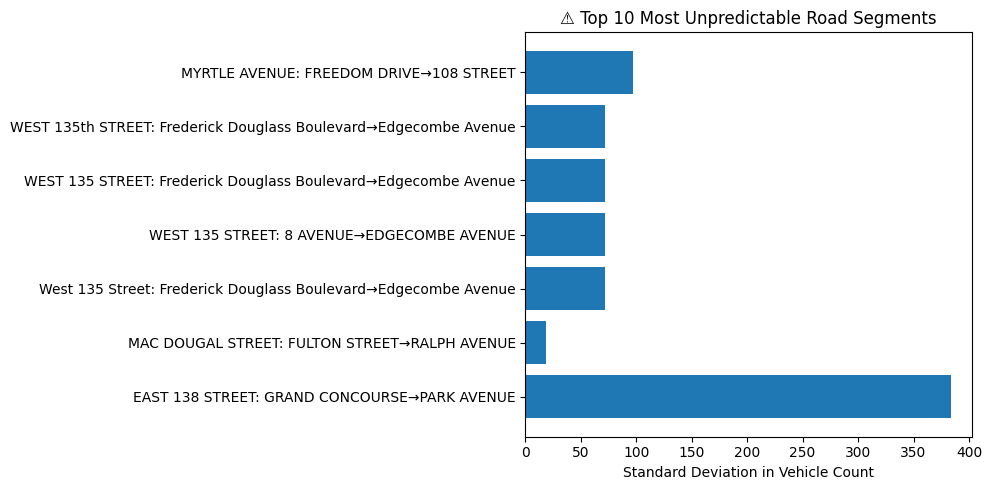 ⚠ Top 10 Most Unpredictable Road Segments
MYRTLE AVENUE: FREEDOM DRIVE→108 STREET
WEST 135th STREET: Frederick Douglass Boulevard→Edgecombe Avenue
WEST 135 STREET: Frederick Douglass Boulevard→Edgecombe Avenue
WEST 135 STREET: 8 AVENUE→EDGECOMBE AVENUE
West 135 Street: Frederick Douglass Boulevard→Edgecombe Avenue
MAC DOUGAL STREET: FULTON STREET→RALPH AVENUE
EAST 138 STREET: GRAND CONCOURSE→PARK AVENUE
0 50 100 150 200 250 300 350 400
Standard Deviation in Vehicle Count